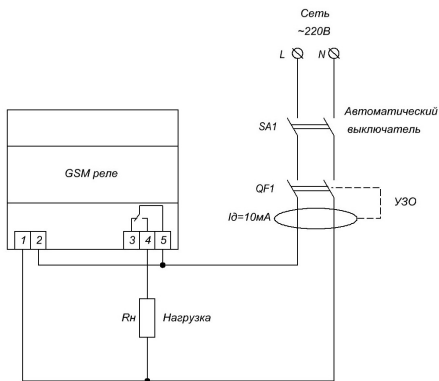 Сеть
~220В
L
N
SA1
Автоматический
выключатель
GSM реле
QF1
УЗО
Iд=10мА
1
2
3
4
5
Rн
Нагрузка